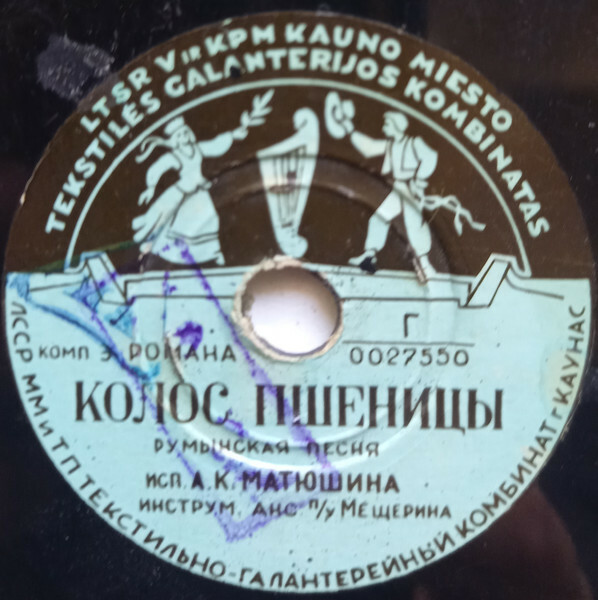 LTSR V IR KPM KAUNO MIESTO
TEKSTILĖS GALANTERIJOS KOMBINATAS
КОМП Э. РОМАНА
Г
0027550
КОЛОС ПШЕНИЦЫ
РУМЫНСКАЯ ПЕСНЯ
ИСП. А.К. МАТЮШИНА
ИНСТРУМ. АНС. П/У МЕЩЕРИНА
ЛССР ММ И Т П ТЕКСТИЛЬНО-ГАЛАНТЕРЕЙНЫЙ КОМБИНАТ Г КАУНАС